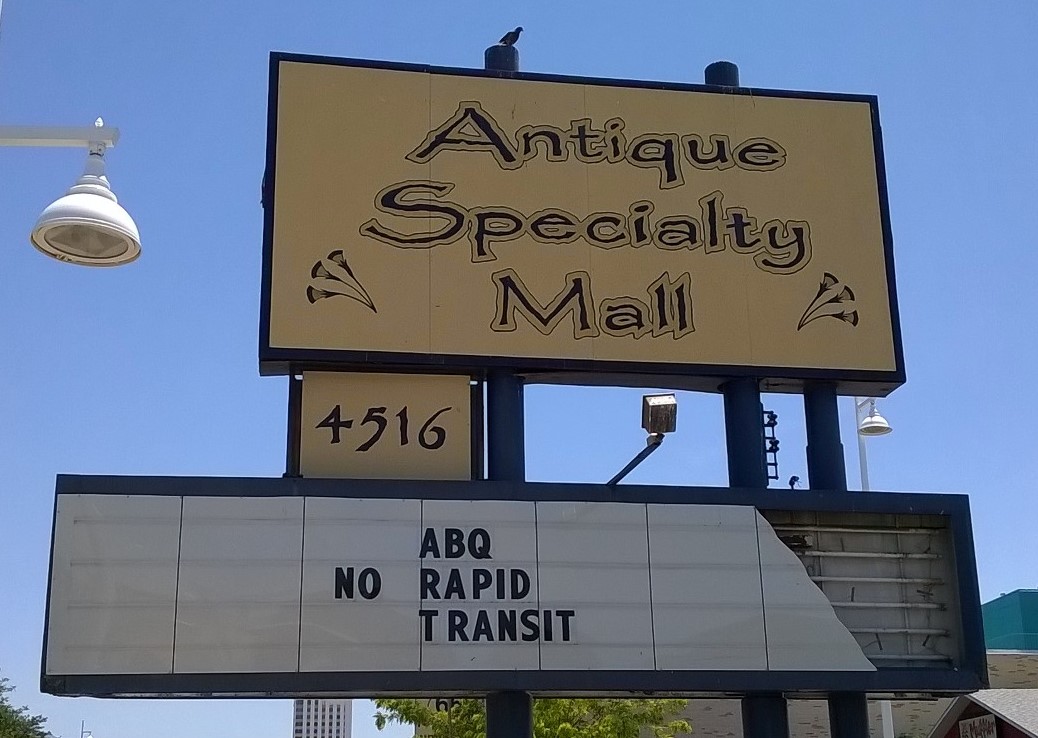 Antique
Specialty
Mall
4516
ABQ
NO RAPID
TRANSIT